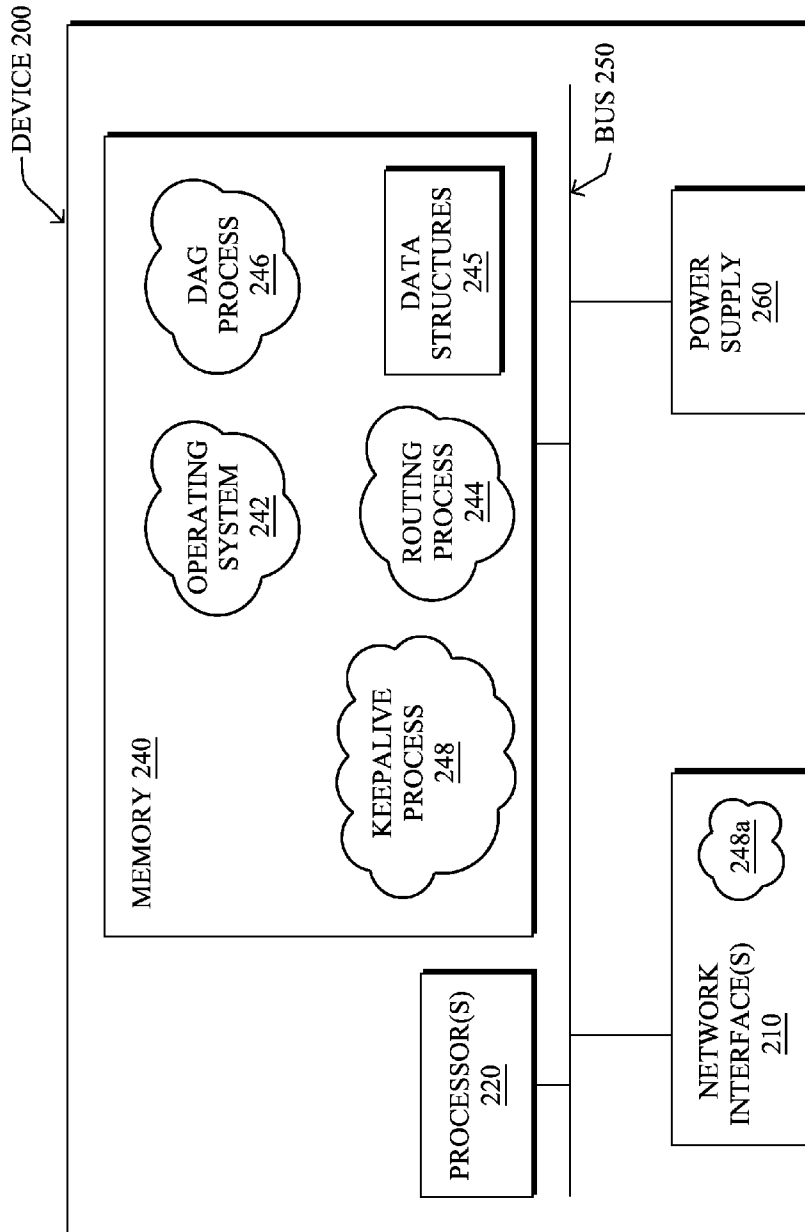 DEVICE 200
MEMORY 240
OPERATING
SYSTEM
242
DAG
PROCESS
246
KEEPALIVE
PROCESS
248
ROUTING
PROCESS
244
DATA
STRUCTURES
245
PROCESSOR(S)
220
BUS 250
NETWORK
INTERFACE(S)
210
248a
POWER
SUPPLY
260